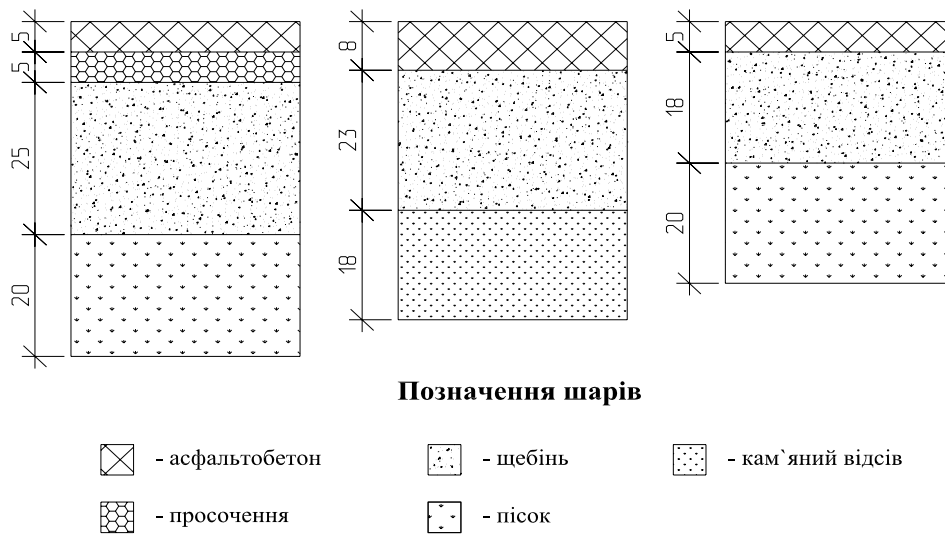 5
5
25
20
8
23
18
5
18
20
Позначення шарів
- асфальтобетон
- щебінь
- кам`яний відсів
- просочення
- пісок